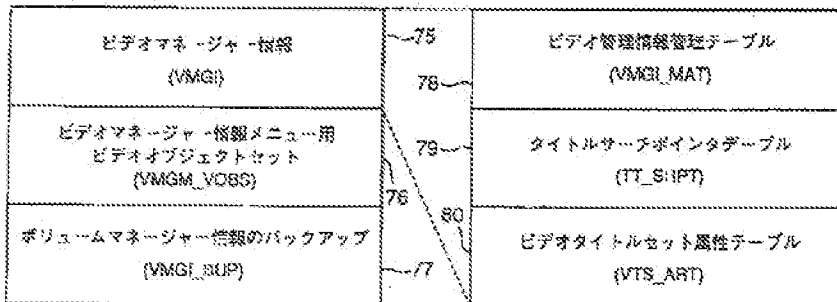 ビデオマネージャー情報
(VMGI)
75
ビデオマネージャー情報メニュー用
ビデオオブジェクトセット
(VMGM_VOBS)
76
ボリュームマネージャー情報のバックアップ
(VMGI_BUP)
77
ビデオ管理情報管理テーブル
(VMGI_MAT)
78
タイトルサーチポインタテーブル
(TT_SRPT)
79
ビデオタイトルセット属性テーブル
(VTS_ART)
80